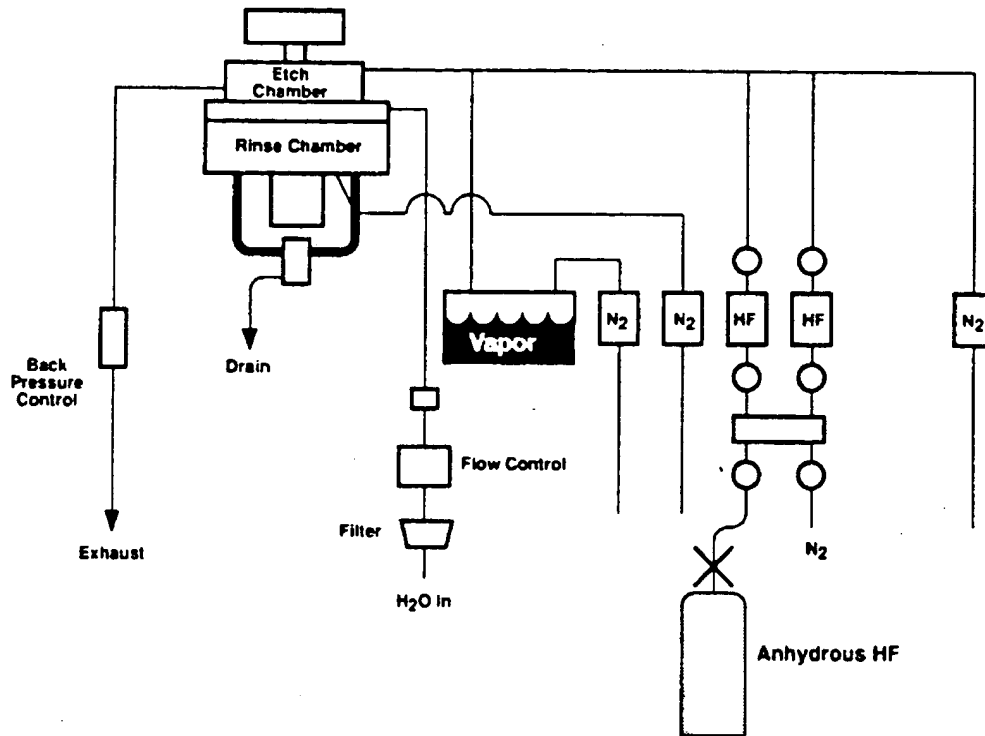 Etch
Chamber
Rinse Chamber
Back
Pressure
Control
Exhaust
Drain
Vapor
N₂
N₂
HF
HF
N₂
Flow Control
Filter
H₂O In
N₂
Anhydrous HF